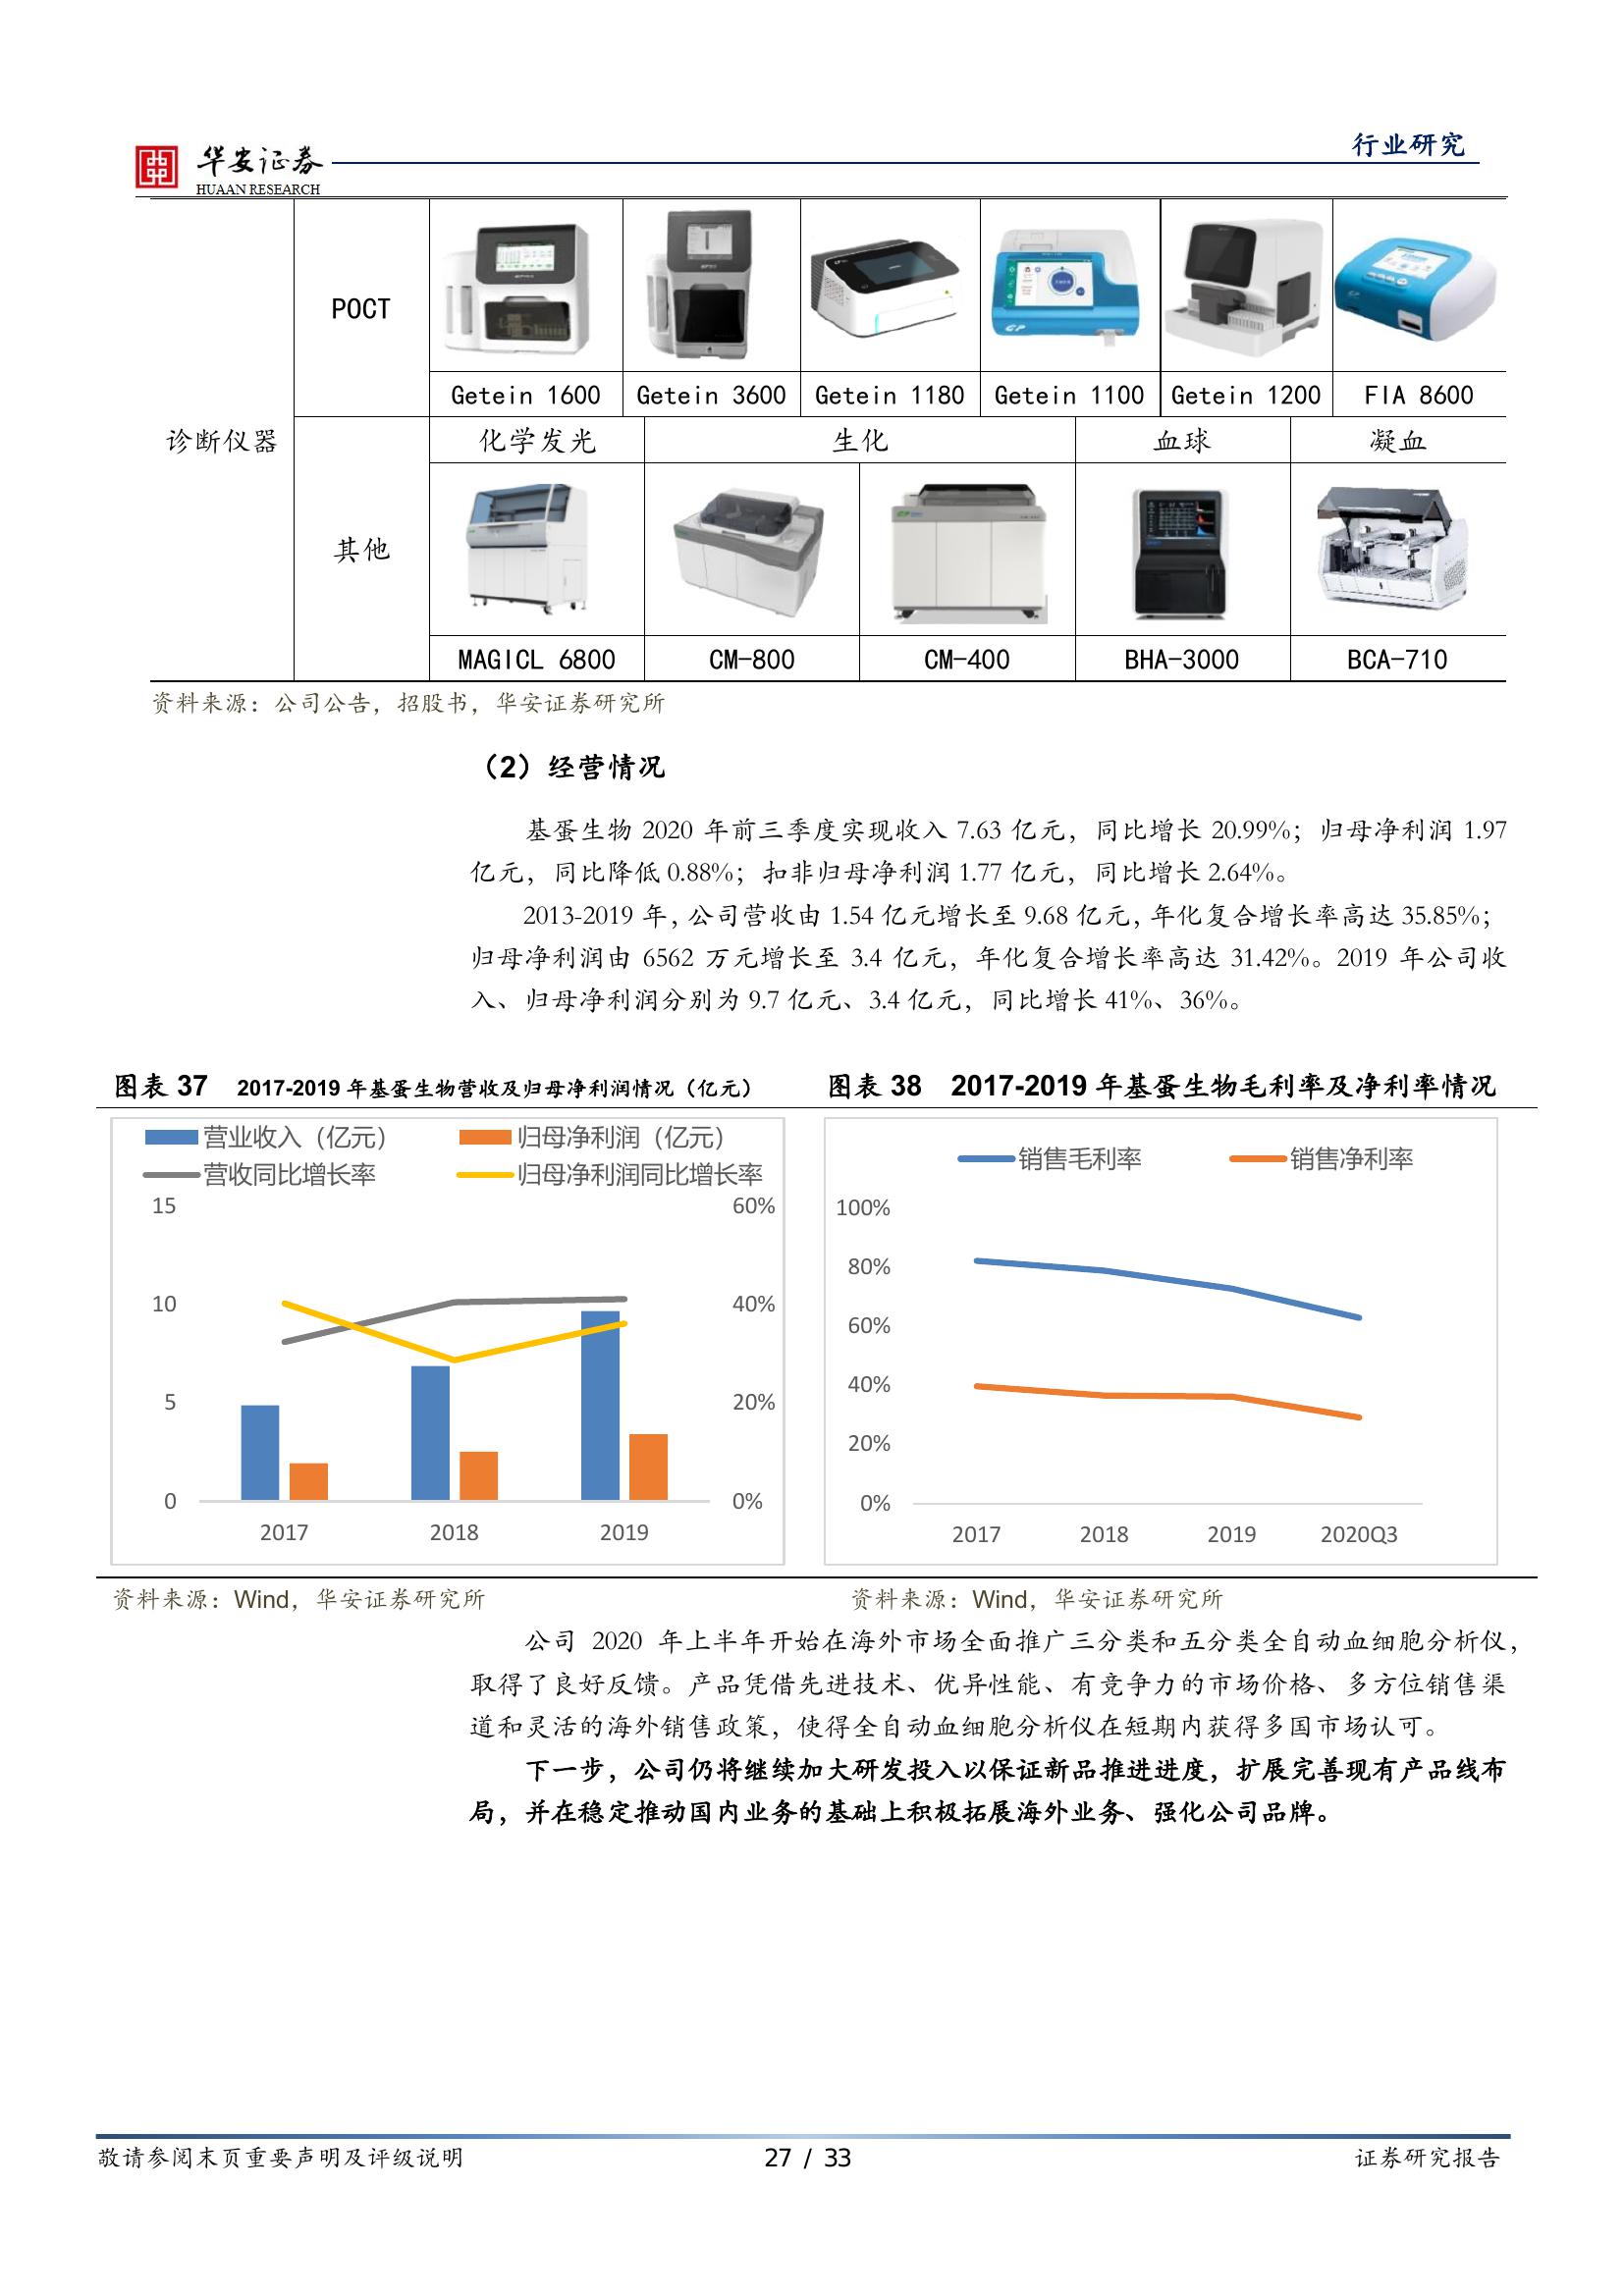 行业研究
华安证券
HUAAN RESEARCH
诊断仪器
POCT
Getein 1600 Getein 3600 Getein 1180 Getein 1100 Getein 1200 FIA 8600
其他
化学发光 生化 血球 凝血
MAGICL 6800 CM-800 CM-400 BHA-3000 BCA-710
资料来源：公司公告，招股书，华安证券研究所
（2）经营情况
基蛋生物 2020 年前三季度实现收入 7.63 亿元，同比增长 20.99%；归母净利润 1.97
亿元，同比降低 0.88%；扣非归母净利润 1.77 亿元，同比增长 2.64%。
2013-2019 年，公司营收由 1.54 亿元增长至 9.68 亿元，年化复合增长率高达 35.85%；
归母净利润由 6562 万元增长至 3.4 亿元，年化复合增长率高达 31.42%。2019 年公司收
入、归母净利润分别为 9.7 亿元、3.4 亿元，同比增长 41%、36%。
图表 37 2017-2019 年基蛋生物营收及归母净利润情况（亿元）
营业收入（亿元） 归母净利润（亿元）
营收同比增长率 归母净利润同比增长率
15 60%
10 40%
5 20%
0 0%
2017 2018 2019
资料来源：Wind，华安证券研究所
图表 38 2017-2019 年基蛋生物毛利率及净利率情况
销售毛利率 销售净利率
100%
80%
60%
40%
20%
0%
2017 2018 2019 2020Q3
资料来源：Wind，华安证券研究所
公司 2020 年上半年开始在海外市场全面推广三分类和五分类全自动血细胞分析仪，
取得了良好反馈。产品凭借先进技术、优异性能、有竞争力的市场价格、多方位销售渠
道和灵活的海外销售政策，使得全自动血细胞分析仪在短期内获得多国市场认可。
下一步，公司仍将继续加大研发投入以保证新品推进进度，扩展完善现有产品线布
局，并在稳定推动国内业务的基础上积极拓展海外业务、强化公司品牌。
敬请参阅末页重要声明及评级说明 27 / 33 证券研究报告